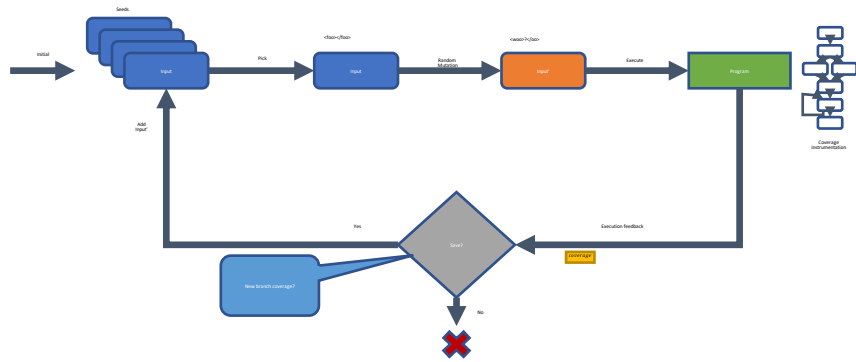 Seeds
Initial
Input
Pick
<foo></foo>
Input
Random
Mutation
<woo>?</oo>
Input'
Execute
Program
Coverage
Instrumentation
Add
Input'
Yes
Save?
Execution feedback
coverage
New branch coverage?
No